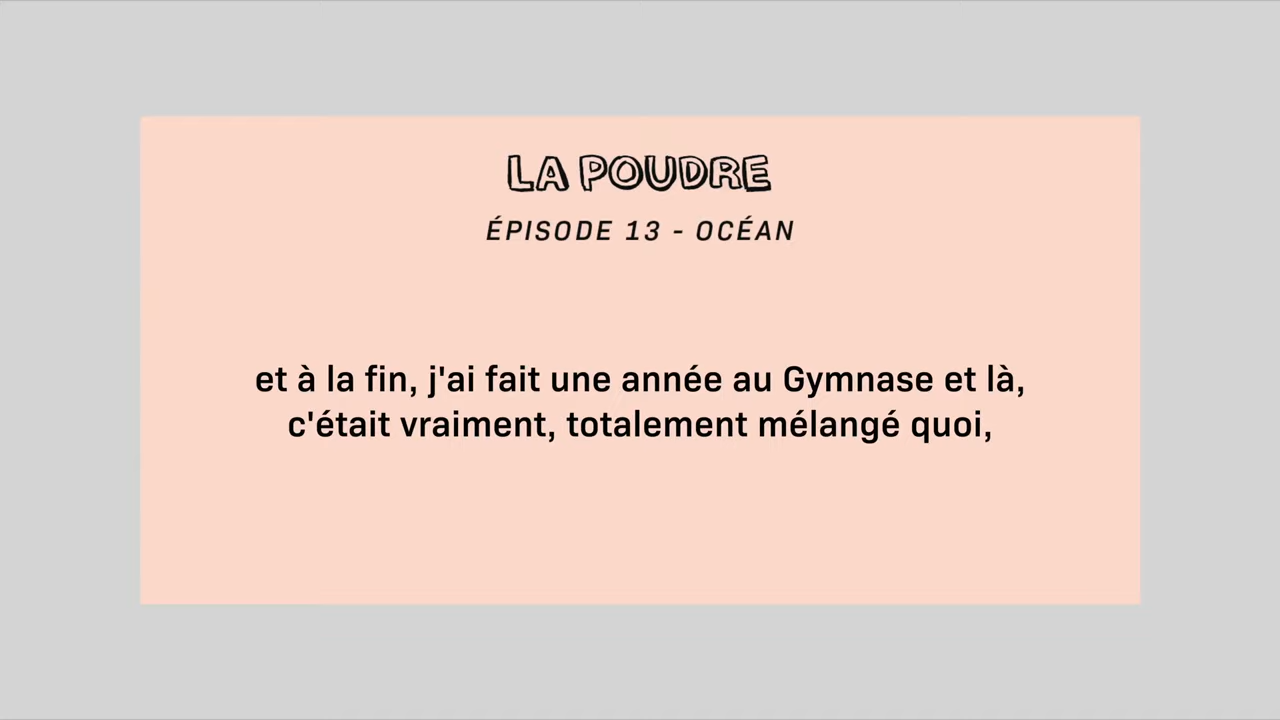 LA POUDRE
ÉPISODE 13 - OCÉAN
et à la fin, j'ai fait une année au Gymnase et là,
c'était vraiment, totalement mélangé quoi,